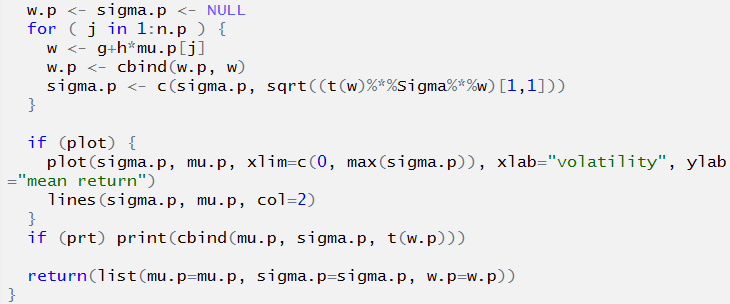 w.p <- sigma.p <- NULL
  for ( j in 1:n.p ) {
    w <- g+h*mu.p[j]
    w.p <- cbind(w.p, w)
    sigma.p <- c(sigma.p, sqrt((t(w)%*%Sigma%*%w)[1,1]))
  }

  if (plot) {
    plot(sigma.p, mu.p, xlim=c(0, max(sigma.p)), xlab="volatility", ylab
="mean return")
    lines(sigma.p, mu.p, col=2)
  }
  if (prt) print(cbind(mu.p, sigma.p, t(w.p)))

  return(list(mu.p=mu.p, sigma.p=sigma.p, w.p=w.p))
}